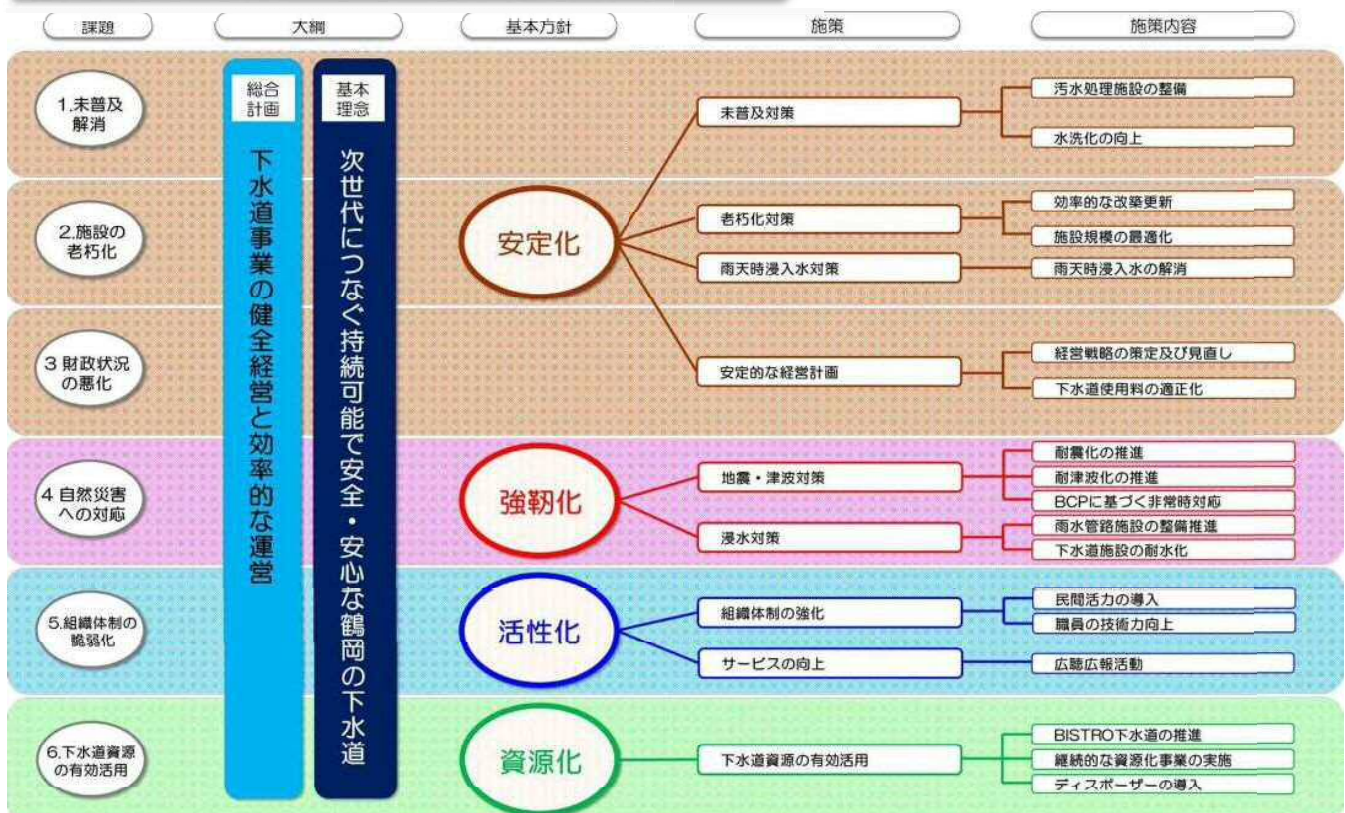 課題
大綱
基本方針
施策
施策内容
1.未普及
解消
2.施設の
老朽化
3 財政状況
の悪化
4 自然災害
への対応
5.組織体制の
脆弱化
6.下水道資源
の有効活用
総合
計画
下水道事業の健全経営と効率的な運営
基本
理念
次世代につなぐ持続可能で安全・安心な鶴岡の下水道
安定化
未普及対策
汚水処理施設の整備
水洗化の向上
老朽化対策
効率的な改築更新
施設規模の最適化
雨天時浸入水対策
雨天時浸入水の解消
安定的な経営計画
経営戦略の策定及び見直し
下水道使用料の適正化
強靭化
地震・津波対策
耐震化の推進
耐津波化の推進
BCPに基づく非常時対応
浸水対策
雨水管路施設の整備推進
下水道施設の耐水化
活性化
組織体制の強化
民間活力の導入
職員の技術力向上
サービスの向上
広聴広報活動
資源化
下水道資源の有効活用
BISTRO下水道の推進
継続的な資源化事業の実施
ディスポーザーの導入